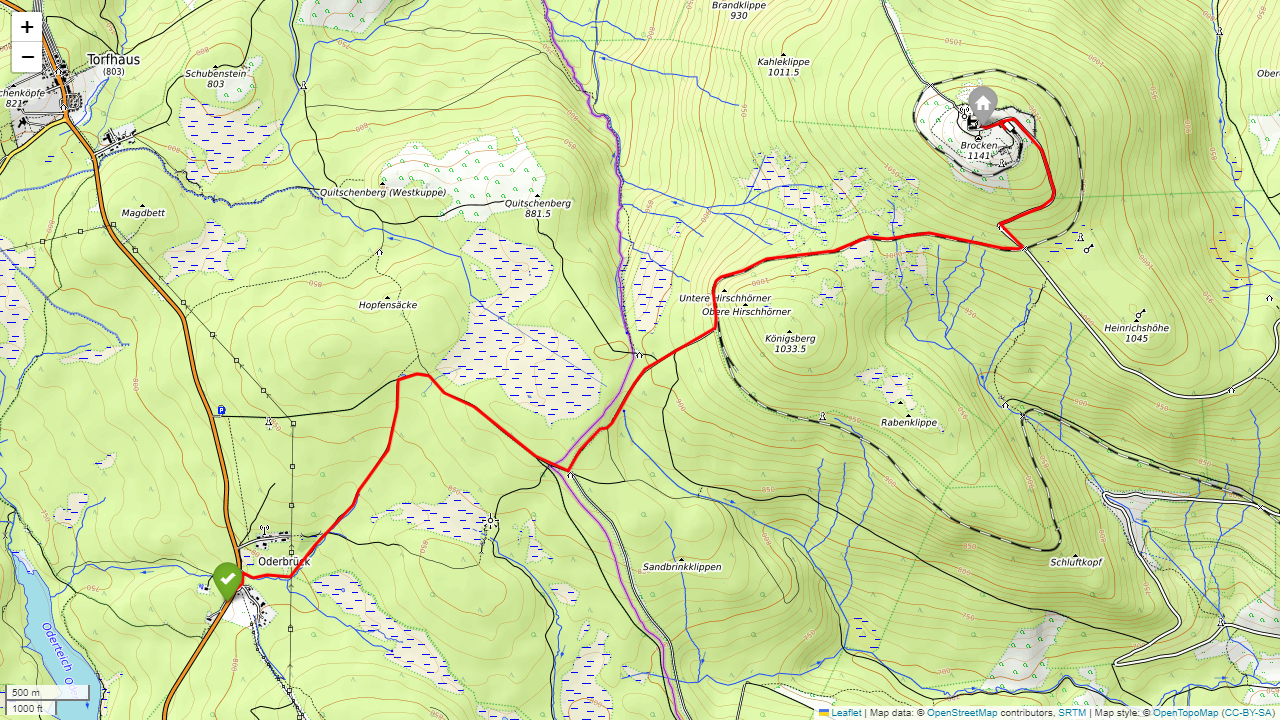 Brandklippe
930
+
−
Torfhaus
(803)
Schubenstein
803
Kahleklippe
1011.5
1050
1000
chenköpfe
821
Brocken
1141
Quitschenberg (Westkuppe)
Quitschenberg
881.5
Magdbett
Hopfensäcke
Untere Hirschhörner
Obere Hirschhörner
Königsberg
1033.5
Heinrichshöhe
1045
Rabenklippe
P
Oderbrück
Sandbrinkklippen
Schluftkopf
Oderteich
500 m
1000 ft
Leaflet | Map data: © OpenStreetMap contributors, SRTM | Map style: © OpenTopoMap (CC-BY-SA)